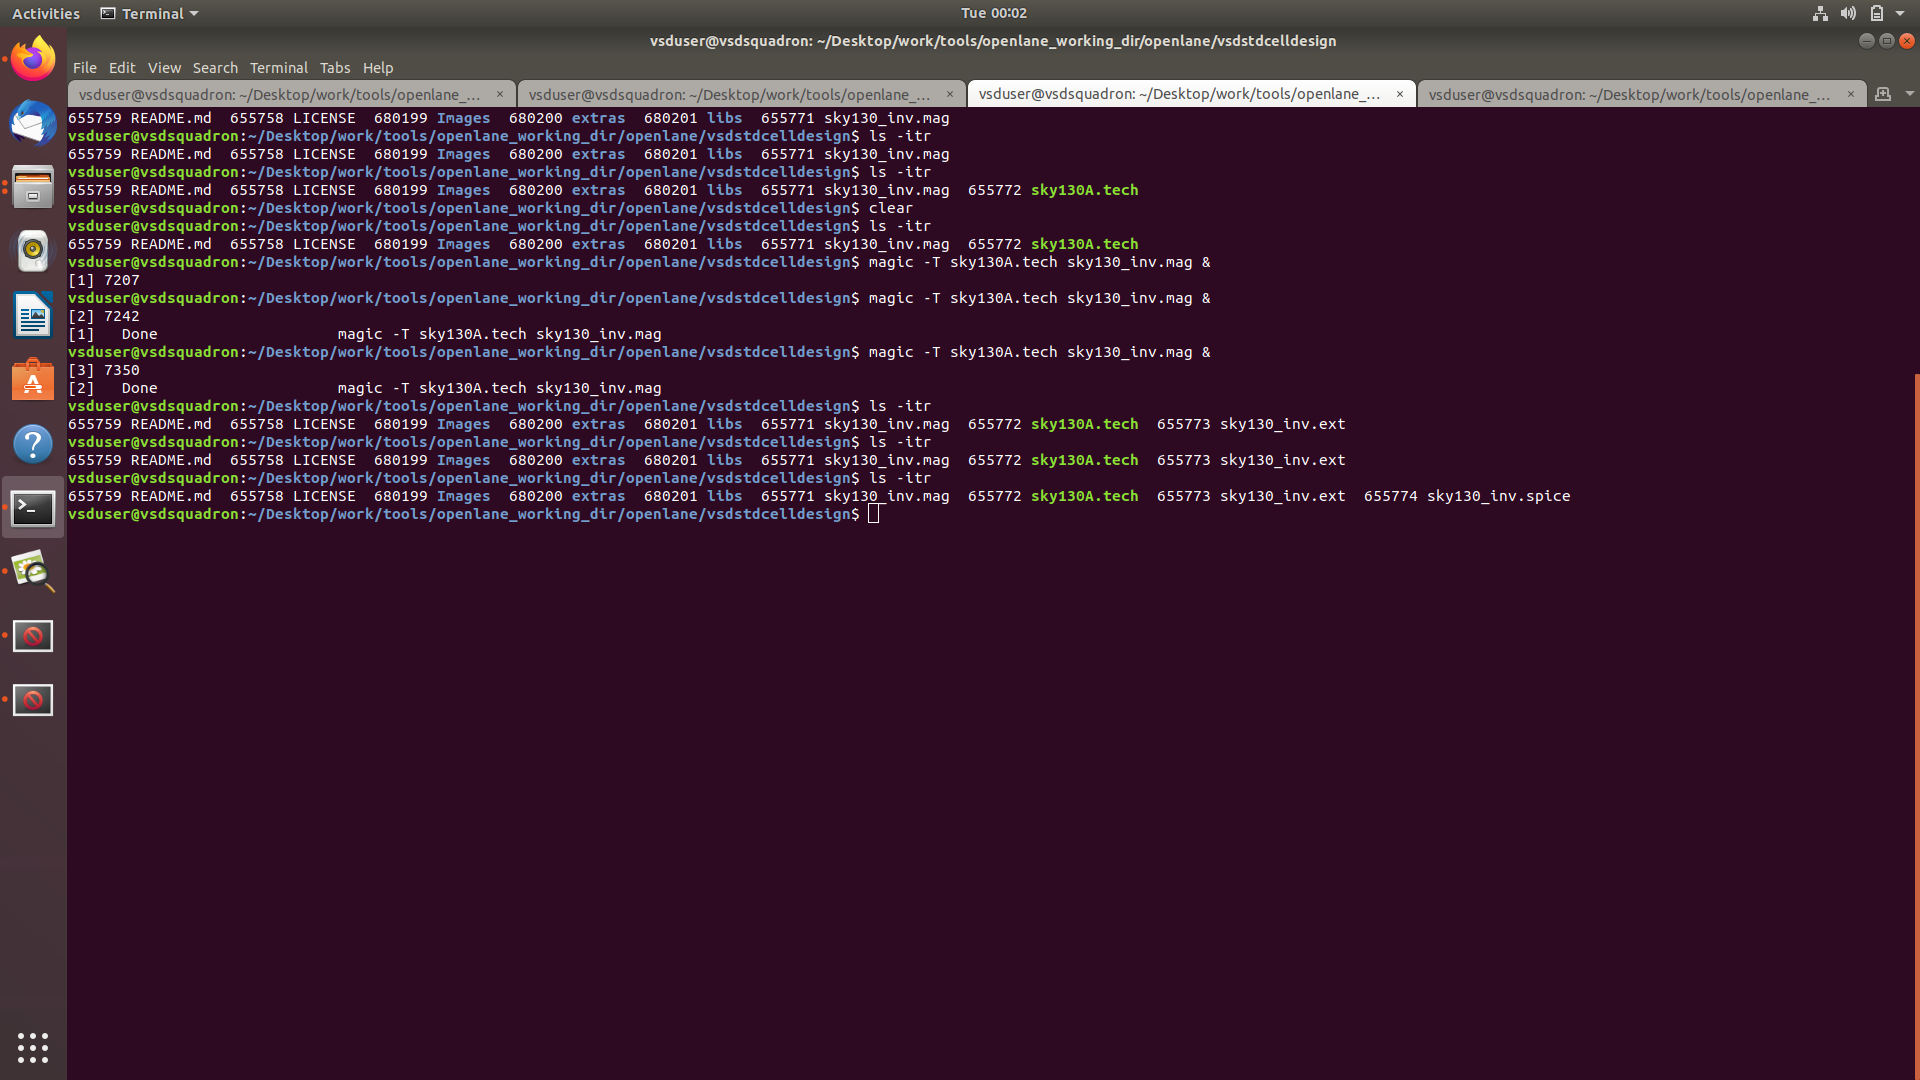 Activities Terminal Tue 00:02
vsduser@vsdsquadron: ~/Desktop/work/tools/openlane_working_dir/openlane/vsdstdcelldesign
File Edit View Search Terminal Tabs Help
vsduser@vsdsquadron: ~/Desktop/work/tools/openlane_... × vsduser@vsdsquadron: ~/Desktop/work/tools/openlane_... × vsduser@vsdsquadron: ~/Desktop/work/tools/openlane_... × vsduser@vsdsquadron: ~/Desktop/work/tools/openlane_... ×
655759 README.md  655758 LICENSE  680199 Images  680200 extras  680201 libs  655771 sky130_inv.mag
vsduser@vsdsquadron:~/Desktop/work/tools/openlane_working_dir/openlane/vsdstdcelldesign$ ls -itr
655759 README.md  655758 LICENSE  680199 Images  680200 extras  680201 libs  655771 sky130_inv.mag
vsduser@vsdsquadron:~/Desktop/work/tools/openlane_working_dir/openlane/vsdstdcelldesign$ ls -itr
655759 README.md  655758 LICENSE  680199 Images  680200 extras  680201 libs  655771 sky130_inv.mag  655772 sky130A.tech
vsduser@vsdsquadron:~/Desktop/work/tools/openlane_working_dir/openlane/vsdstdcelldesign$ clear
vsduser@vsdsquadron:~/Desktop/work/tools/openlane_working_dir/openlane/vsdstdcelldesign$ ls -itr
655759 README.md  655758 LICENSE  680199 Images  680200 extras  680201 libs  655771 sky130_inv.mag  655772 sky130A.tech
vsduser@vsdsquadron:~/Desktop/work/tools/openlane_working_dir/openlane/vsdstdcelldesign$ magic -T sky130A.tech sky130_inv.mag &
[1] 7207
vsduser@vsdsquadron:~/Desktop/work/tools/openlane_working_dir/openlane/vsdstdcelldesign$ magic -T sky130A.tech sky130_inv.mag &
[2] 7242
[1]   Done                    magic -T sky130A.tech sky130_inv.mag
vsduser@vsdsquadron:~/Desktop/work/tools/openlane_working_dir/openlane/vsdstdcelldesign$ magic -T sky130A.tech sky130_inv.mag &
[3] 7350
[2]   Done                    magic -T sky130A.tech sky130_inv.mag
vsduser@vsdsquadron:~/Desktop/work/tools/openlane_working_dir/openlane/vsdstdcelldesign$ ls -itr
655759 README.md  655758 LICENSE  680199 Images  680200 extras  680201 libs  655771 sky130_inv.mag  655772 sky130A.tech  655773 sky130_inv.ext
vsduser@vsdsquadron:~/Desktop/work/tools/openlane_working_dir/openlane/vsdstdcelldesign$ ls -itr
655759 README.md  655758 LICENSE  680199 Images  680200 extras  680201 libs  655771 sky130_inv.mag  655772 sky130A.tech  655773 sky130_inv.ext
vsduser@vsdsquadron:~/Desktop/work/tools/openlane_working_dir/openlane/vsdstdcelldesign$ ls -itr
655759 README.md  655758 LICENSE  680199 Images  680200 extras  680201 libs  655771 sky130_inv.mag  655772 sky130A.tech  655773 sky130_inv.ext  655774 sky130_inv.spice
vsduser@vsdsquadron:~/Desktop/work/tools/openlane_working_dir/openlane/vsdstdcelldesign$